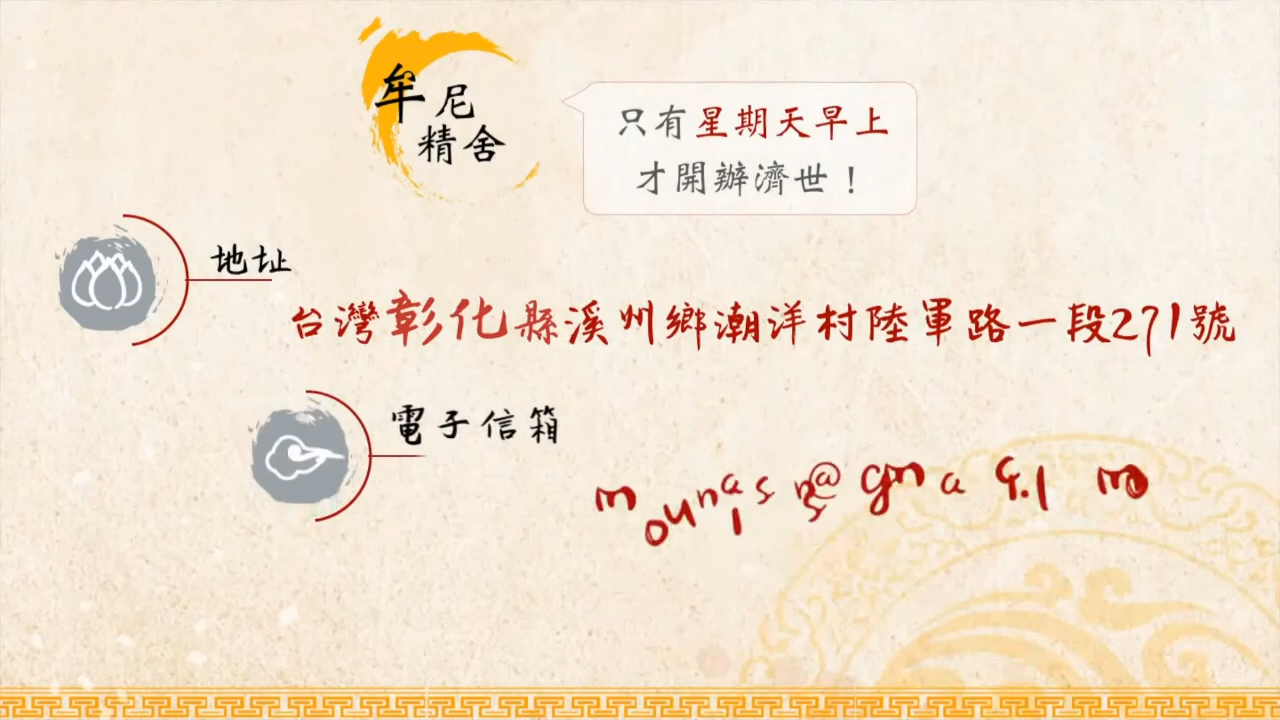 牟尼
精舍
只有星期天早上
才開辦濟世！
地址
台灣彰化縣溪州鄉潮洋村陸軍路一段271號
電子信箱